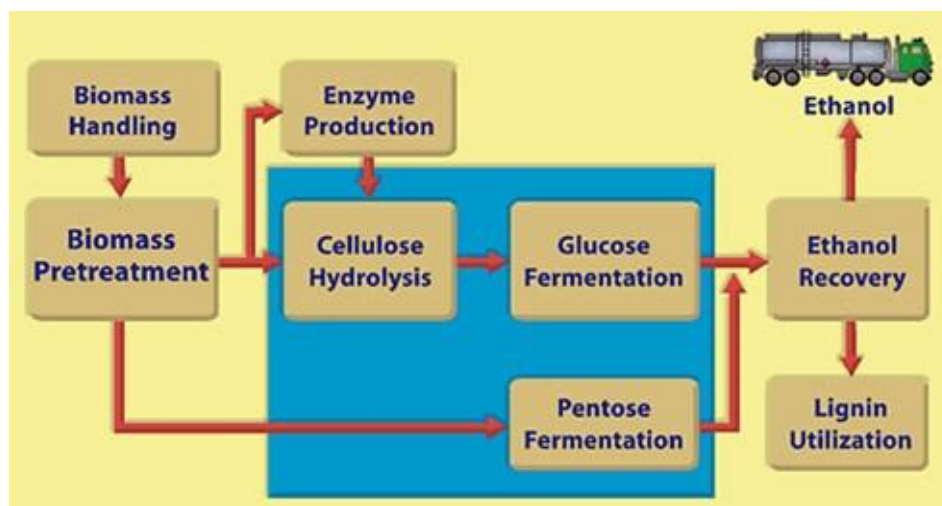 Biomass
Handling
Enzyme
Production
Ethanol
Biomass
Pretreatment
Cellulose
Hydrolysis
Glucose
Fermentation
Ethanol
Recovery
Pentose
Fermentation
Lignin
Utilization